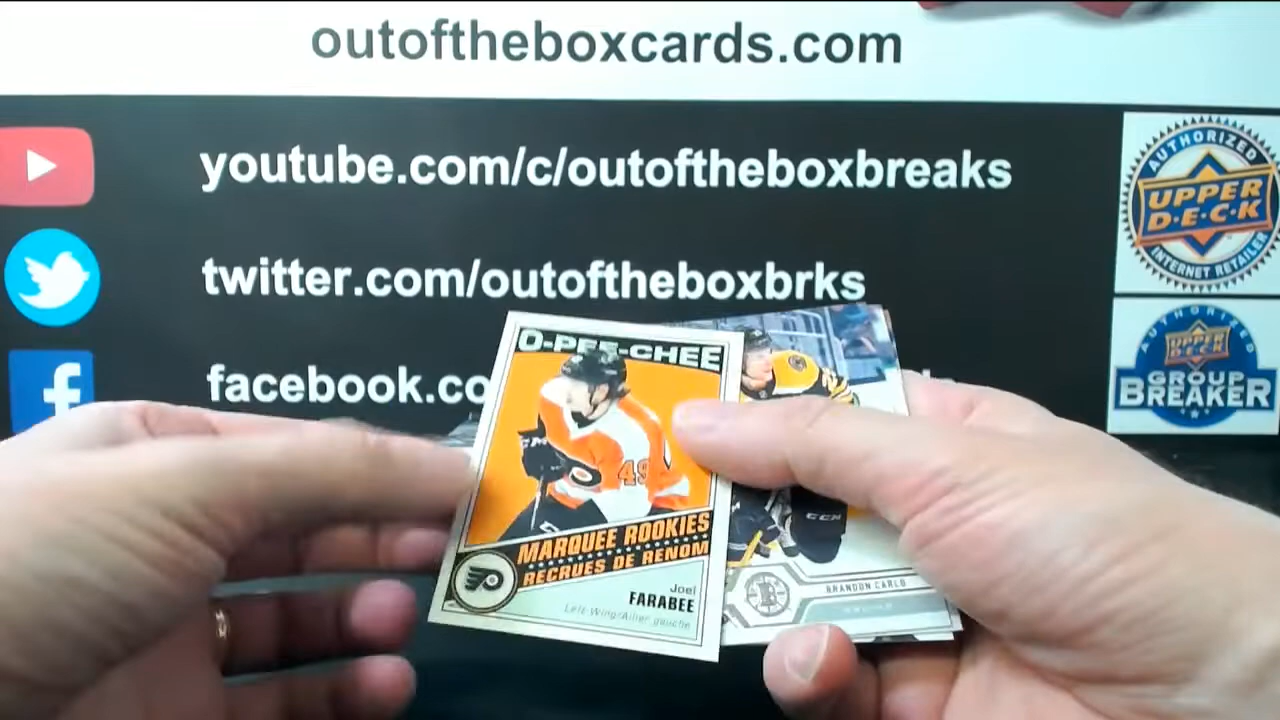 outoftheboxcards.com
youtube.com/c/outoftheboxbreaks
twitter.com/outoftheboxbrks
facebook.co
AUTHORIZED
UPPER
D·E·C·K
INTERNET RETAILER
AUTHORIZED
UPPER
DECK
GROUP
BREAKER
O-PEE-CHEE
49
MARQUEE ROOKIES
RECRUES DE RENOM
Joel
FARABEE
Left Wing/Ailier gauche
CCM
BRANDON CARLO